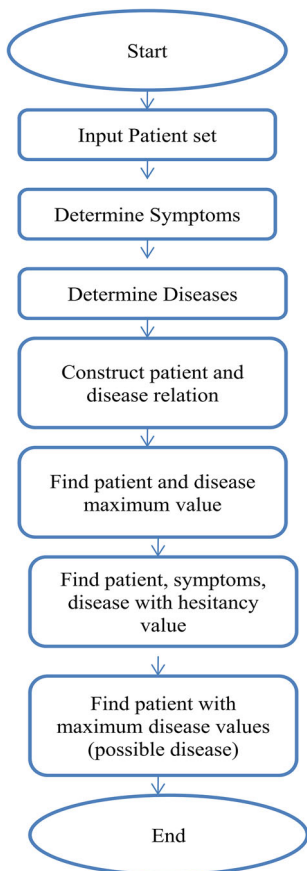 Start
Input Patient set
Determine Symptoms
Determine Diseases
Construct patient and
disease relation
Find patient and disease
maximum value
Find patient, symptoms,
disease with hesitancy
value
Find patient with
maximum disease values
(possible disease)
End